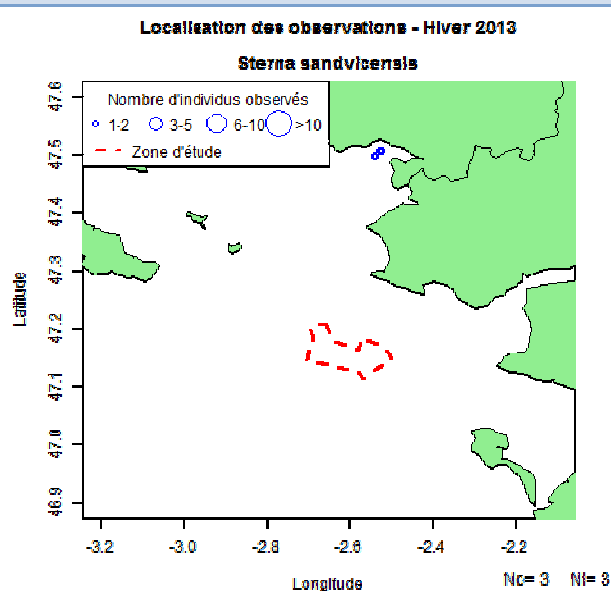 Localisation des observations - Hiver 2013
Sterna sandvicensis
Nombre d'individus observés
1-2 3-5 6-10 >10
Zone d'étude
47.6
47.5
47.4
47.3
47.2
47.1
47.0
46.9
Latitude
-3.2 -3.0 -2.8 -2.6 -2.4 -2.2
Longitude
No= 3 Ni= 3